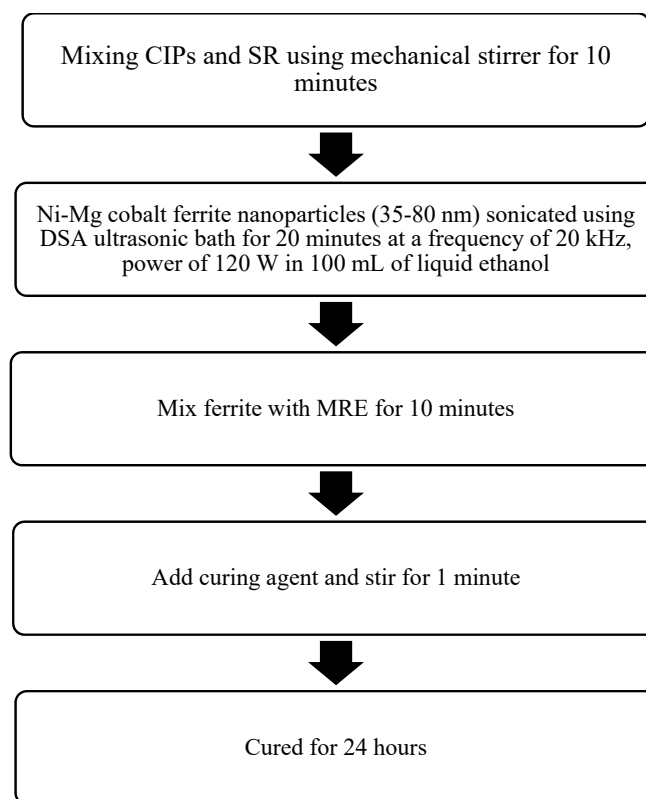 Mixing CIPs and SR using mechanical stirrer for 10
minutes
Ni-Mg cobalt ferrite nanoparticles (35-80 nm) sonicated using
DSA ultrasonic bath for 20 minutes at a frequency of 20 kHz,
power of 120 W in 100 mL of liquid ethanol
Mix ferrite with MRE for 10 minutes
Add curing agent and stir for 1 minute
Cured for 24 hours